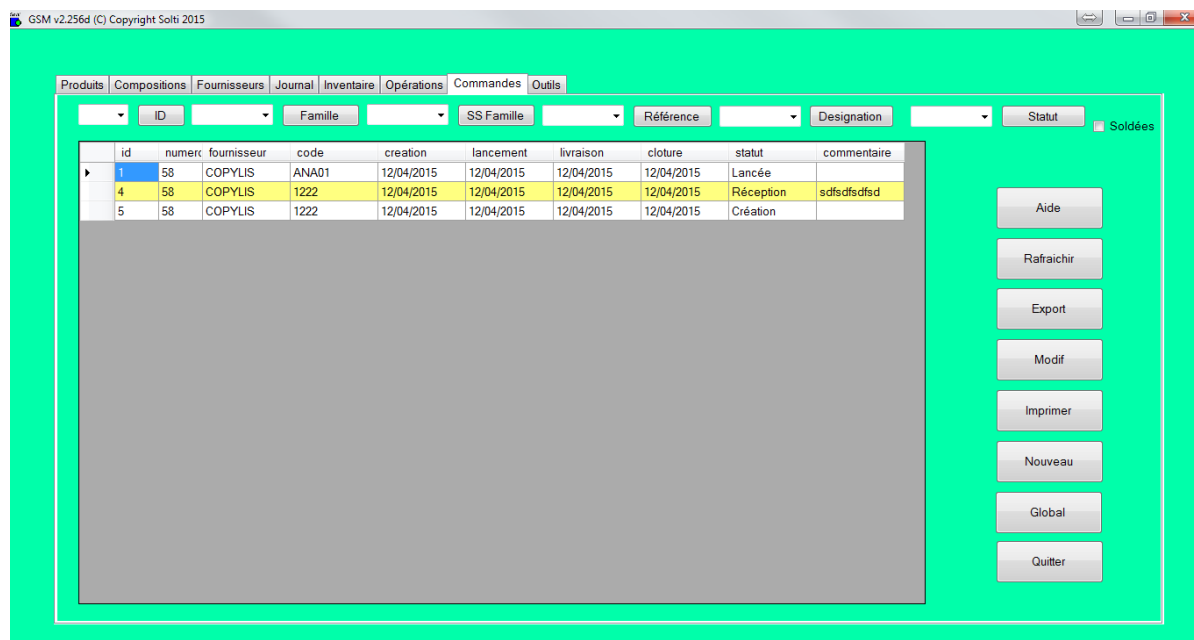 GSM v2.256d (C) Copyright Solti 2015
Produits Compositions Fournisseurs Journal Inventaire Opérations Commandes Outils
ID Famille SS Famille Référence Designation Statut Soldées
id numero fournisseur code creation lancement livraison cloture statut commentaire
1 58 COPYLIS ANA01 12/04/2015 12/04/2015 12/04/2015 12/04/2015 Lancée
4 58 COPYLIS 1222 12/04/2015 12/04/2015 12/04/2015 12/04/2015 Réception sdfsdfsdfsd
5 58 COPYLIS 1222 12/04/2015 12/04/2015 12/04/2015 12/04/2015 Création
Aide
Rafraichir
Export
Modif
Imprimer
Nouveau
Global
Quitter